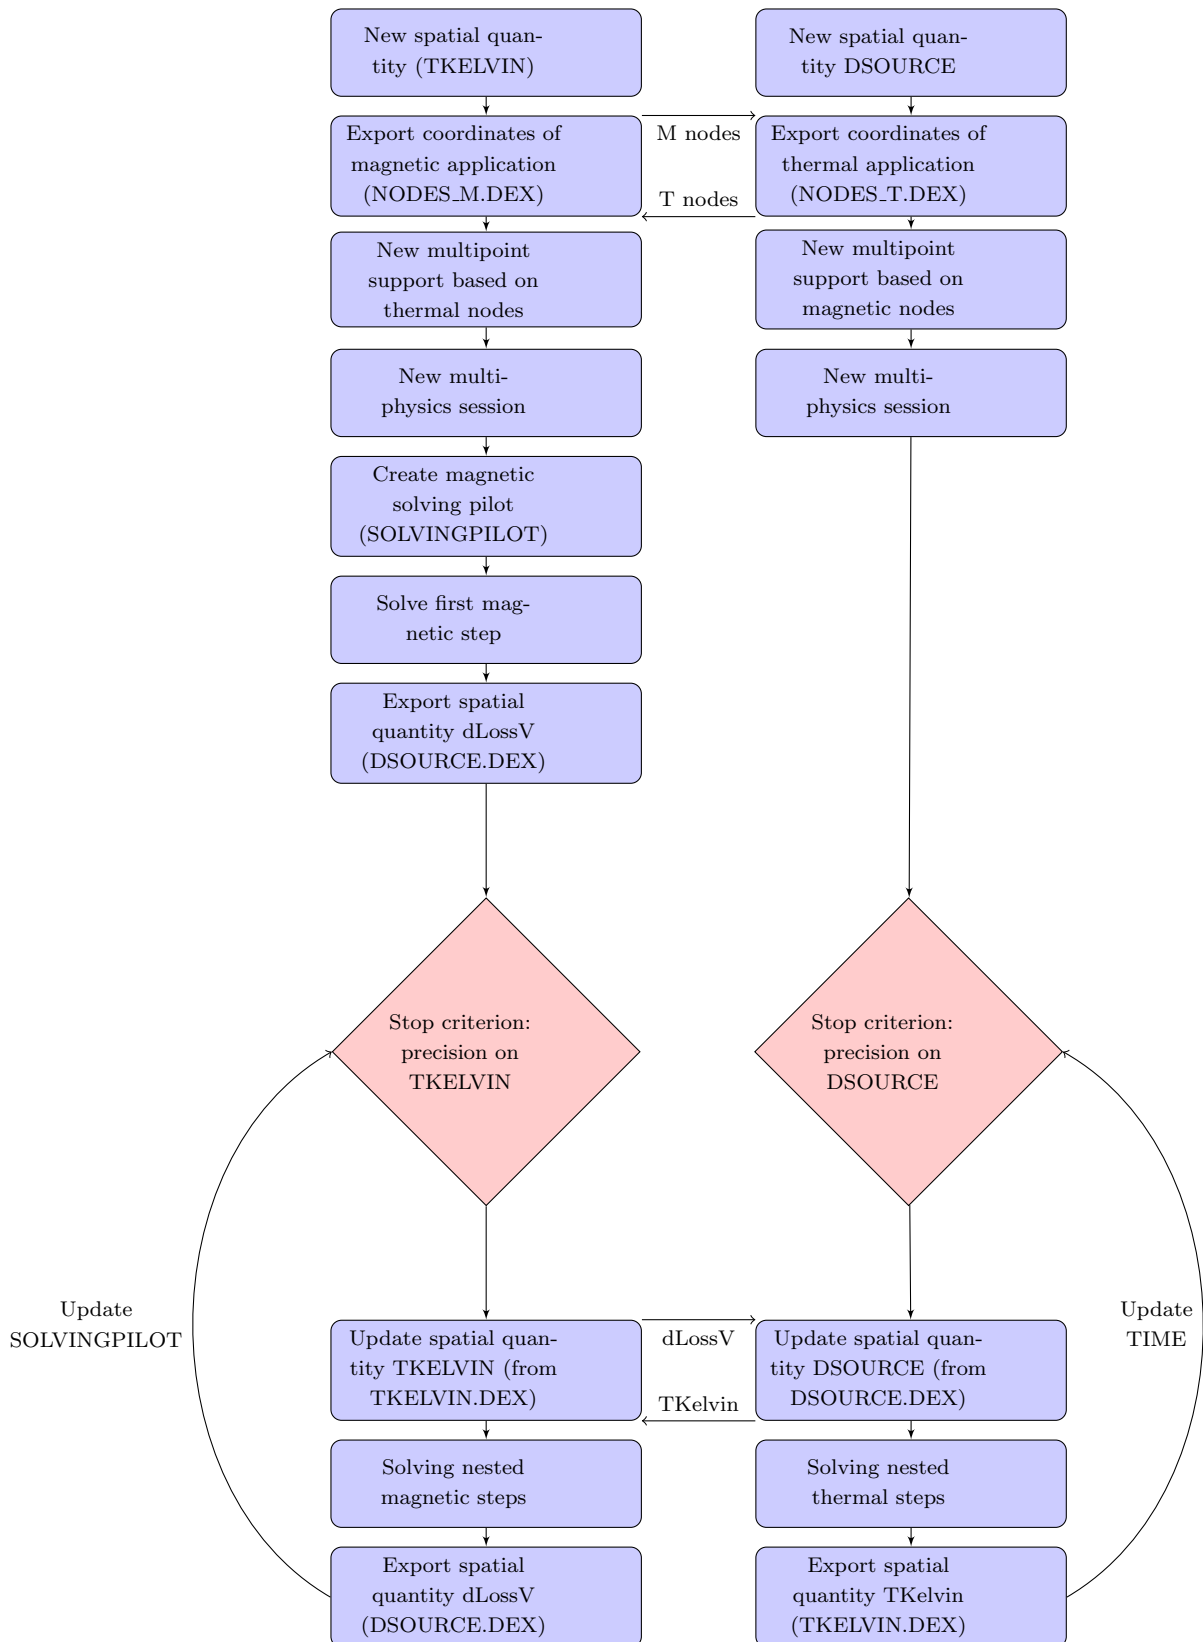 New spatial quan-
tity (TKELVIN)
New spatial quan-
tity DSOURCE
Export coordinates of
magnetic application
(NODES_M.DEX)
M nodes
T nodes
Export coordinates of
thermal application
(NODES_T.DEX)
New multipoint
support based on
thermal nodes
New multipoint
support based on
magnetic nodes
New multi-
physics session
New multi-
physics session
Create magnetic
solving pilot
(SOLVINGPILOT)
Solve first mag-
netic step
Export spatial
quantity dLossV
(DSOURCE.DEX)
Stop criterion:
precision on
TKELVIN
Stop criterion:
precision on
DSOURCE
Update
SOLVINGPILOT
Update spatial quan-
tity TKELVIN (from
TKELVIN.DEX)
dLossV
TKelvin
Update spatial quan-
tity DSOURCE (from
DSOURCE.DEX)
Update
TIME
Solving nested
magnetic steps
Solving nested
thermal steps
Export spatial
quantity dLossV
(DSOURCE.DEX)
Export spatial
quantity TKelvin
(TKELVIN.DEX)